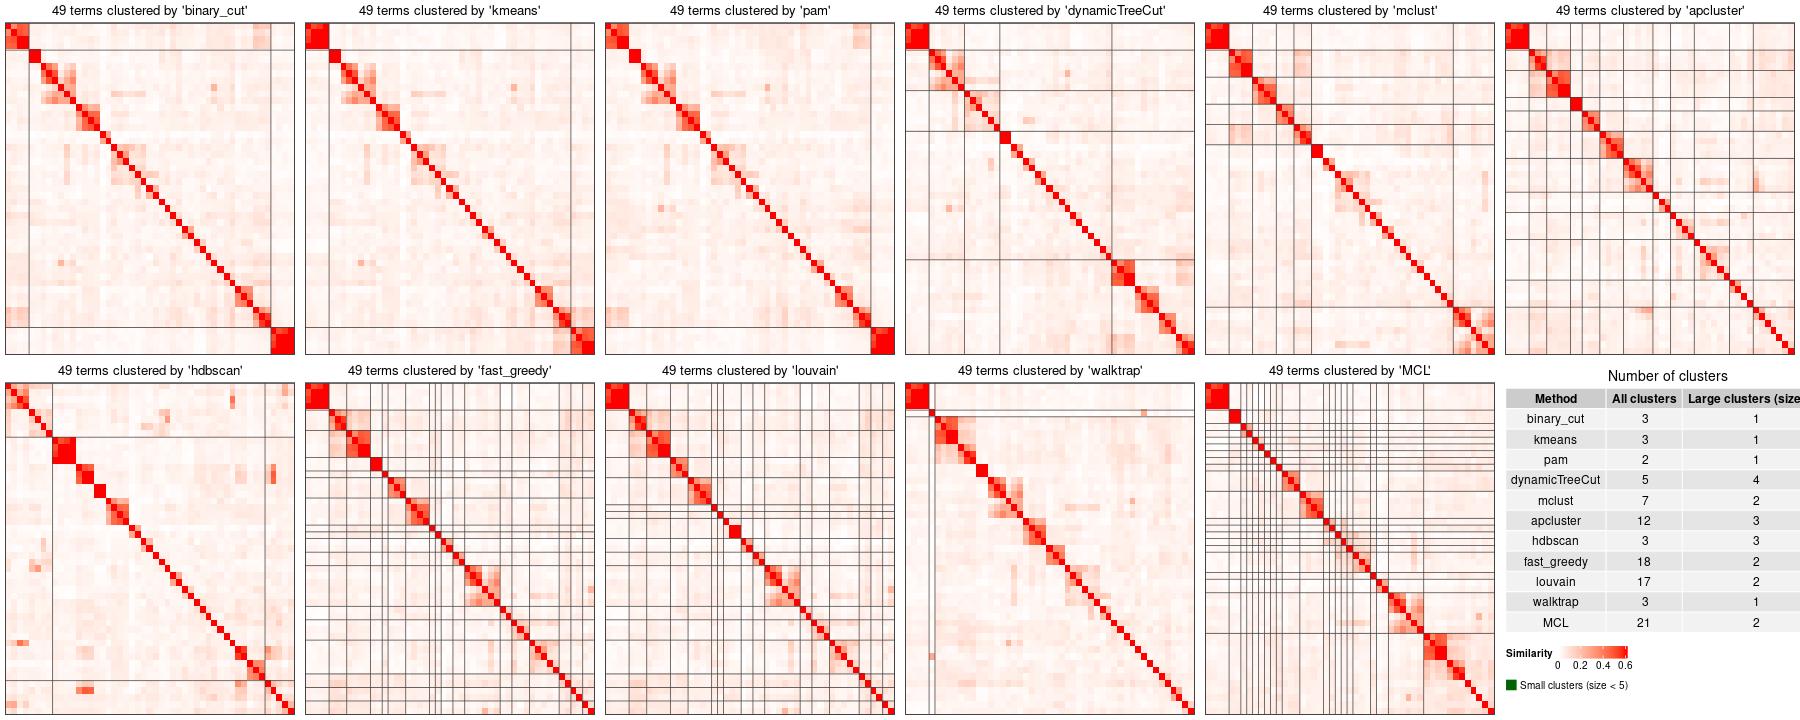 49 terms clustered by 'binary_cut'
49 terms clustered by 'kmeans'
49 terms clustered by 'pam'
49 terms clustered by 'dynamicTreeCut'
49 terms clustered by 'mclust'
49 terms clustered by 'apcluster'
49 terms clustered by 'hdbscan'
49 terms clustered by 'fast_greedy'
49 terms clustered by 'louvain'
49 terms clustered by 'walktrap'
49 terms clustered by 'MCL'
Number of clusters
Method All clusters Large clusters (size
binary_cut 3 1
kmeans 3 1
pam 2 1
dynamicTreeCut 5 4
mclust 7 2
apcluster 12 3
hdbscan 3 3
fast_greedy 18 2
louvain 17 2
walktrap 3 1
MCL 21 2
Similarity
0 0.2 0.4 0.6
Small clusters (size < 5)